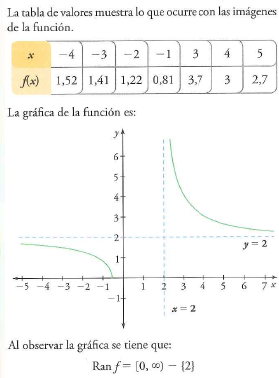 La tabla de valores muestra lo que ocurre con las imágenes
de la función.
x −4 −3 −2 −1 3 4 5
f(x) 1,52 1,41 1,22 0,81 3,7 3 2,7
La gráfica de la función es:
y
6
5
4
3
2
1
y = 2
−5 −4 −3 −2 −1 1 2 3 4 5 6 7 x
−1
x = 2
Al observar la gráfica se tiene que:
Ran f = [0, ∞) − {2}